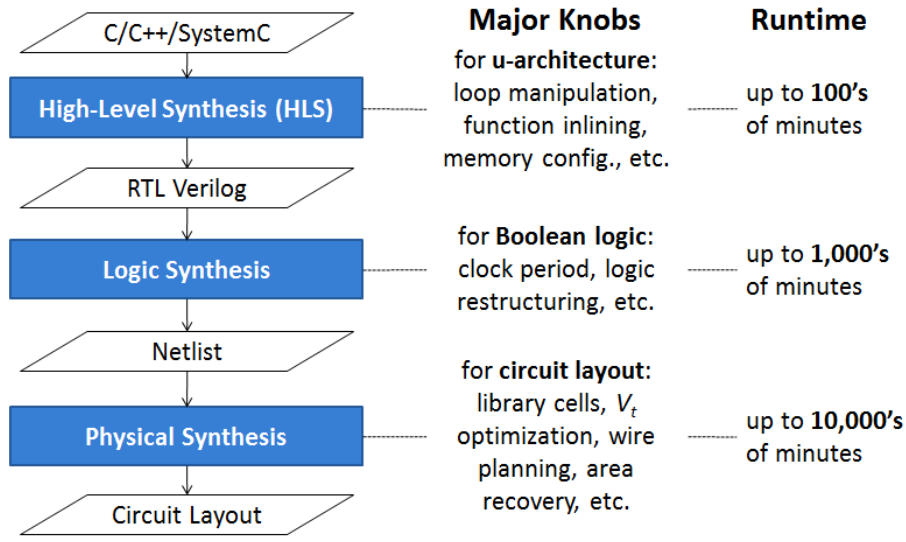 Major Knobs
Runtime
C/C++/SystemC
High-Level Synthesis (HLS)
for u-architecture:
loop manipulation,
function inlining,
memory config., etc.
up to 100's
of minutes
RTL Verilog
Logic Synthesis
for Boolean logic:
clock period, logic
restructuring, etc.
up to 1,000's
of minutes
Netlist
Physical Synthesis
for circuit layout:
library cells, Vt
optimization, wire
planning, area
recovery, etc.
up to 10,000's
of minutes
Circuit Layout